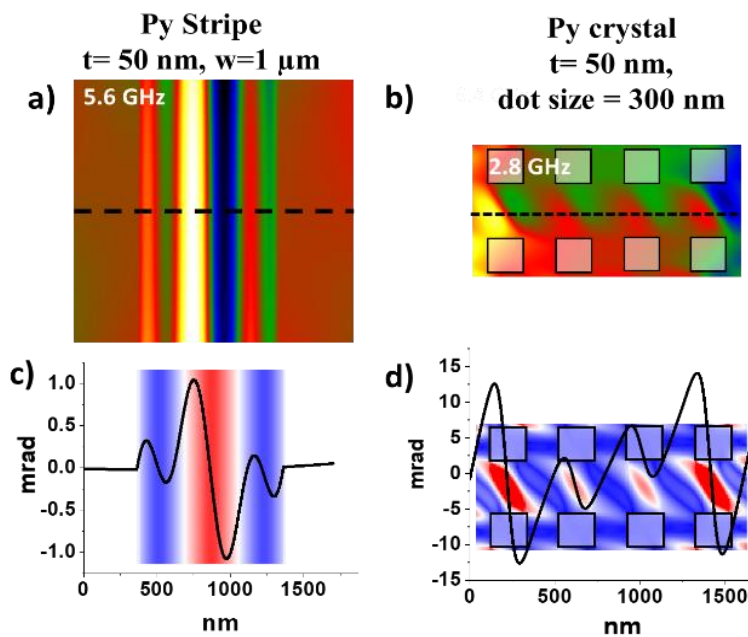 Py Stripe
t= 50 nm, w=1 µm
Py crystal
t= 50 nm,
dot size = 300 nm
a)
5.6 GHz
b)
2.8 GHz
c)
mrad
1.0
0.5
0.0
-0.5
-1.0
0
500
1000
1500
nm
d)
mrad
15
10
5
0
-5
-10
-15
0
500
1000
1500
nm